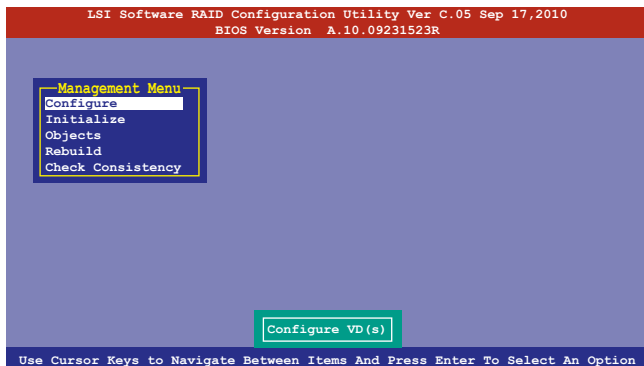 LSI Software RAID Configuration Utility Ver C.05 Sep 17,2010
BIOS Version A.10.09231523R
Management Menu
Configure
Initialize
Objects
Rebuild
Check Consistency
Configure VD(s)
Use Cursor Keys to Navigate Between Items And Press Enter To Select An Option